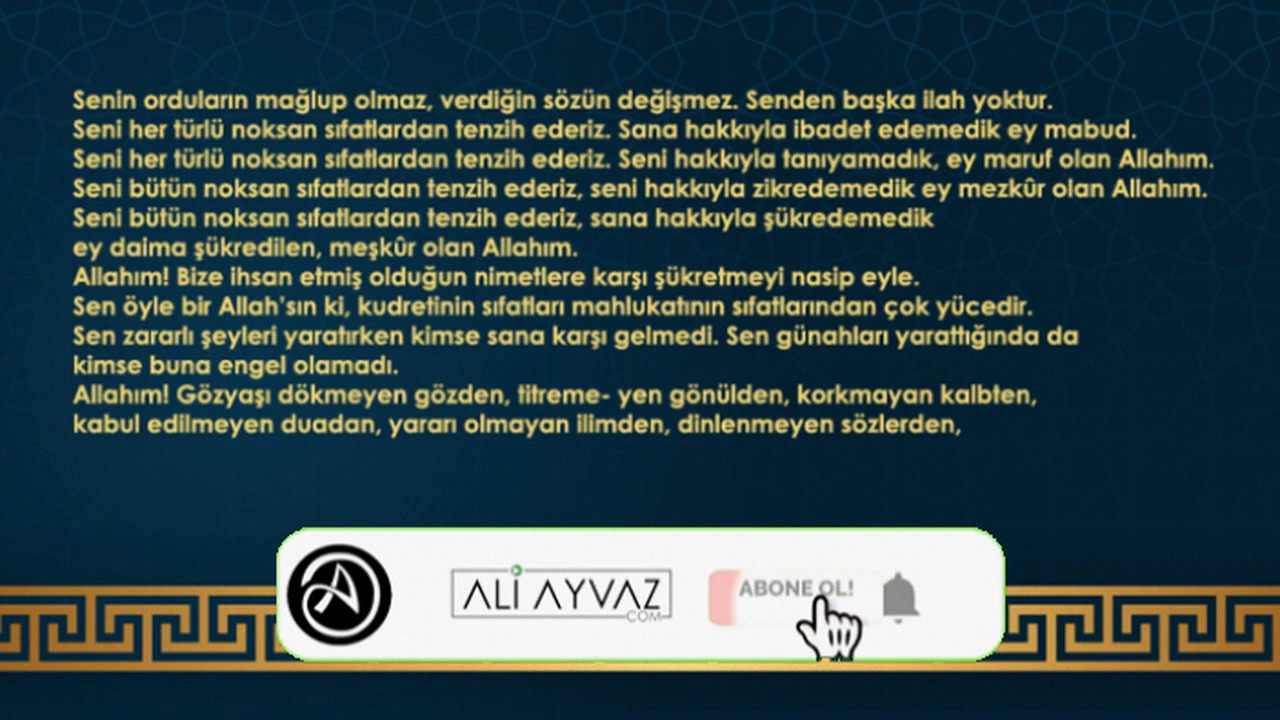 Senin orduların mağlup olmaz, verdiğin sözün değişmez. Senden başka ilah yoktur.
Seni her türlü noksan sıfatlardan tenzih ederiz. Sana hakkıyla ibadet edemedik ey mabud.
Seni her türlü noksan sıfatlardan tenzih ederiz. Seni hakkıyla tanıyamadık, ey maruf olan Allahım.
Seni bütün noksan sıfatlardan tenzih ederiz, seni hakkıyla zikredemedik ey mezkûr olan Allahım.
Seni bütün noksan sıfatlardan tenzih ederiz, sana hakkıyla şükredemedik
ey daima şükredilen, meşkûr olan Allahım.
Allahım! Bize ihsan etmiş olduğun nimetlere karşı şükretmeyi nasip eyle.
Sen öyle bir Allah'sın ki, kudretinin sıfatları mahlukatının sıfatlarından çok yücedir.
Sen zararlı şeyleri yaratırken kimse sana karşı gelmedi. Sen günahları yarattığında da
kimse buna engel olamadı.
Allahım! Gözyaşı dökmeyen gözden, titreme- yen gönülden, korkmayan kalbten,
kabul edilmeyen duadan, yararı olmayan ilimden, dinlenmeyen sözlerden,
ALİ AYVAZ
.COM
ABONE OL!